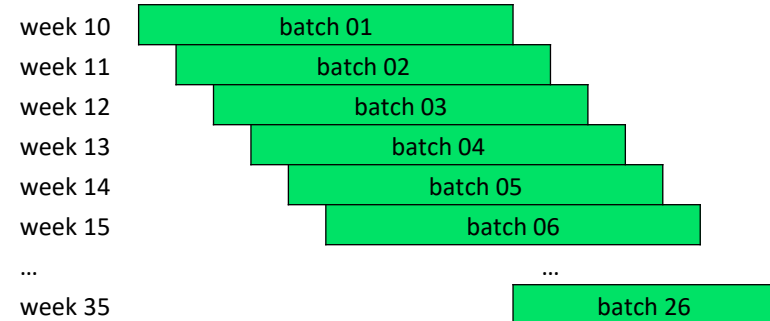 week 10 batch 01
week 11 batch 02
week 12 batch 03
week 13 batch 04
week 14 batch 05
week 15 batch 06
... ...
week 35 batch 26